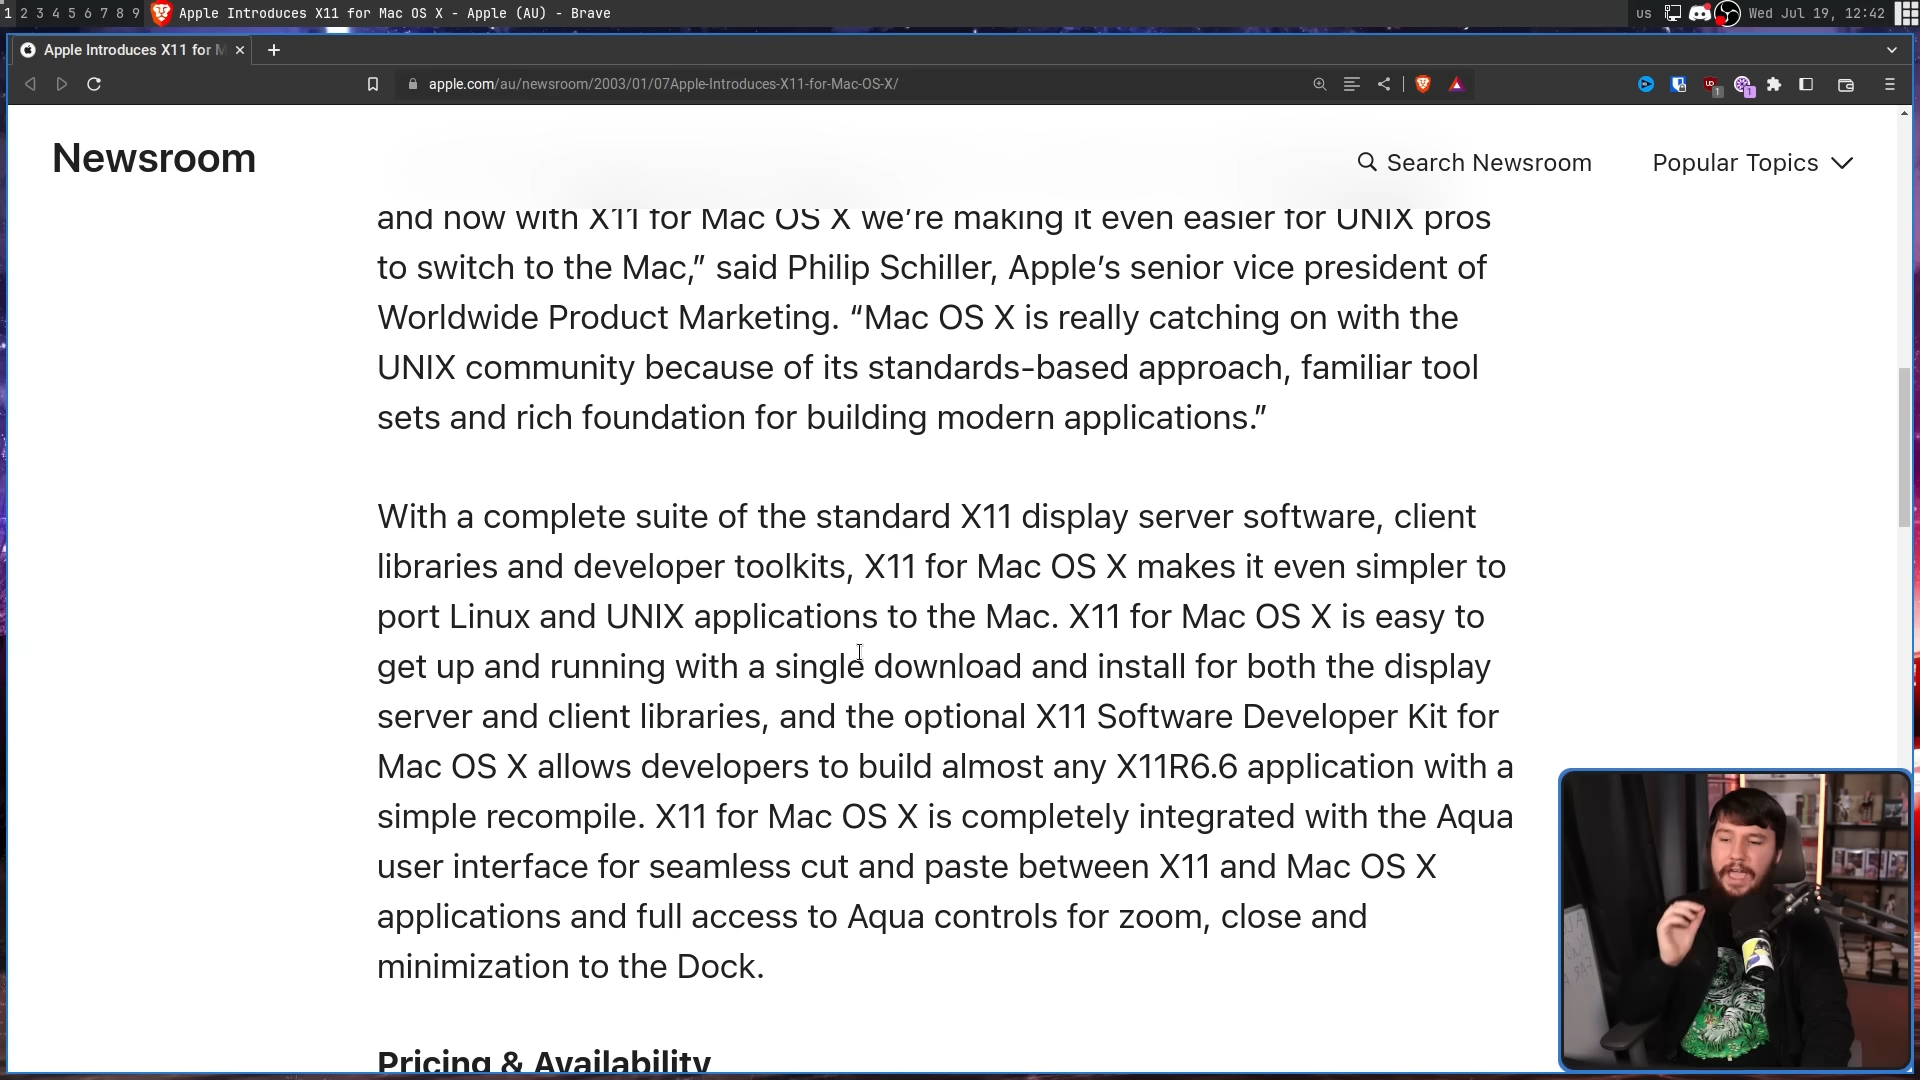 1 2 3 4 5 6 7 8 9 Apple Introduces X11 for Mac OS X - Apple (AU) - Brave us Wed Jul 19, 12:42
Apple Introduces X11 for M
apple.com/au/newsroom/2003/01/07Apple-Introduces-X11-for-Mac-OS-X/ 1 1
Newsroom Search Newsroom Popular Topics
and now with X11 for Mac OS X we’re making it even easier for UNIX pros
to switch to the Mac,” said Philip Schiller, Apple’s senior vice president of
Worldwide Product Marketing. “Mac OS X is really catching on with the
UNIX community because of its standards-based approach, familiar tool
sets and rich foundation for building modern applications.”
With a complete suite of the standard X11 display server software, client
libraries and developer toolkits, X11 for Mac OS X makes it even simpler to
port Linux and UNIX applications to the Mac. X11 for Mac OS X is easy to
get up and running with a single download and install for both the display
server and client libraries, and the optional X11 Software Developer Kit for
Mac OS X allows developers to build almost any X11R6.6 application with a
simple recompile. X11 for Mac OS X is completely integrated with the Aqua
user interface for seamless cut and paste between X11 and Mac OS X
applications and full access to Aqua controls for zoom, close and
minimization to the Dock.
Pricing & Availability